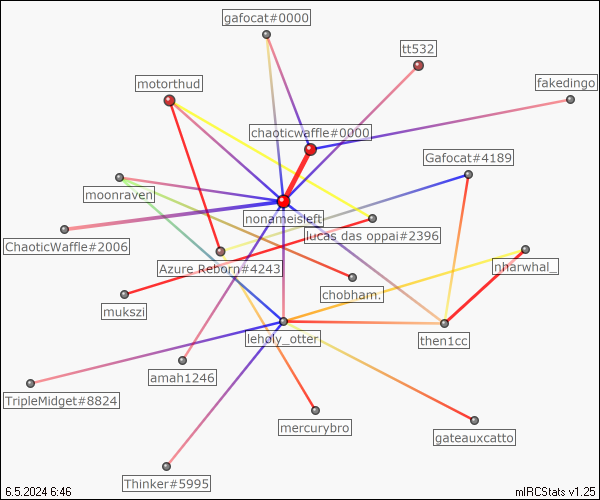 gafocat#0000
tt532
motorthud
fakedingo
chaoticwaffle#0000
Gafocat#4189
moonraven
nonameisleft
lucas das oppai#2396
ChaoticWaffle#2006
Azure Reborn#4243
nharwhal_
chobham.
mukszi
leholy_otter
then1cc
amah1246
TripleMidget#8824
mercurybro
gateauxcatto
Thinker#5995
6.5.2024 6:46
mIRCStats v1.25